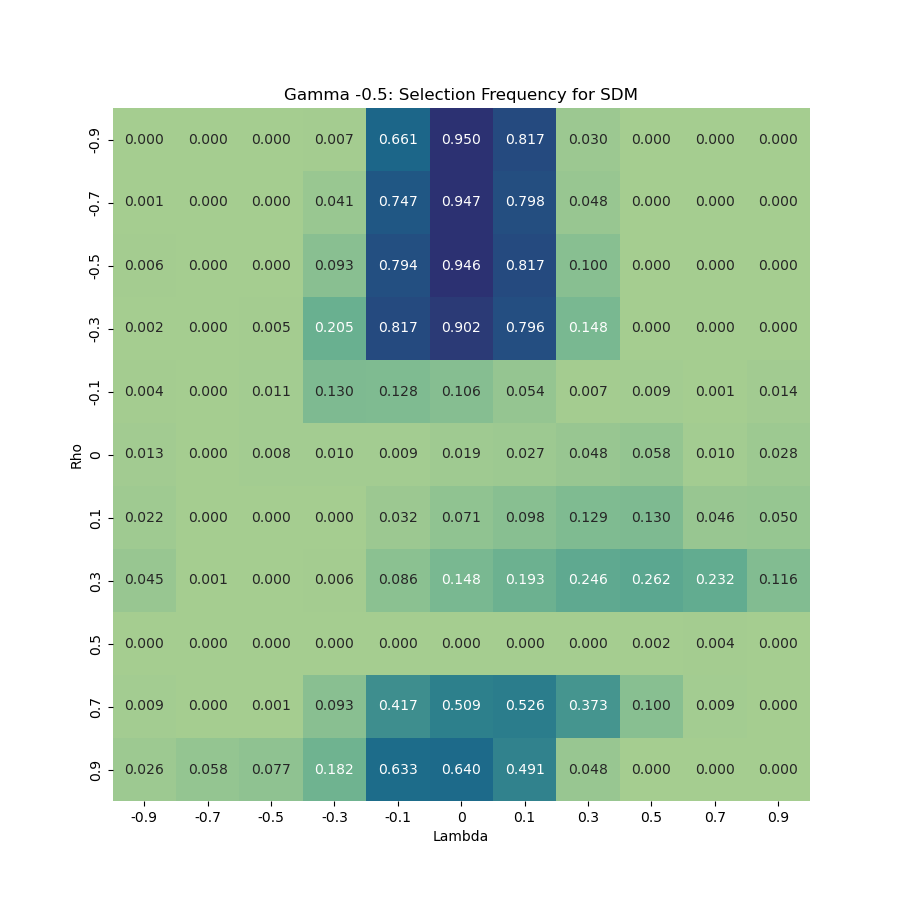 Gamma -0.5: Selection Frequency for SDM
-0.9 0.000 0.000 0.000 0.007 0.661 0.950 0.817 0.030 0.000 0.000 0.000
-0.7 0.001 0.000 0.000 0.041 0.747 0.947 0.798 0.048 0.000 0.000 0.000
-0.5 0.006 0.000 0.000 0.093 0.794 0.946 0.817 0.100 0.000 0.000 0.000
-0.3 0.002 0.000 0.005 0.205 0.817 0.902 0.796 0.148 0.000 0.000 0.000
-0.1 0.004 0.000 0.011 0.130 0.128 0.106 0.054 0.007 0.009 0.001 0.014
Rho
0 0.013 0.000 0.008 0.010 0.009 0.019 0.027 0.048 0.058 0.010 0.028
0.1 0.022 0.000 0.000 0.000 0.032 0.071 0.098 0.129 0.130 0.046 0.050
0.3 0.045 0.001 0.000 0.006 0.086 0.148 0.193 0.246 0.262 0.232 0.116
0.5 0.000 0.000 0.000 0.000 0.000 0.000 0.000 0.000 0.002 0.004 0.000
0.7 0.009 0.000 0.001 0.093 0.417 0.509 0.526 0.373 0.100 0.009 0.000
0.9 0.026 0.058 0.077 0.182 0.633 0.640 0.491 0.048 0.000 0.000 0.000
-0.9 -0.7 -0.5 -0.3 -0.1 0 0.1 0.3 0.5 0.7 0.9
Lambda